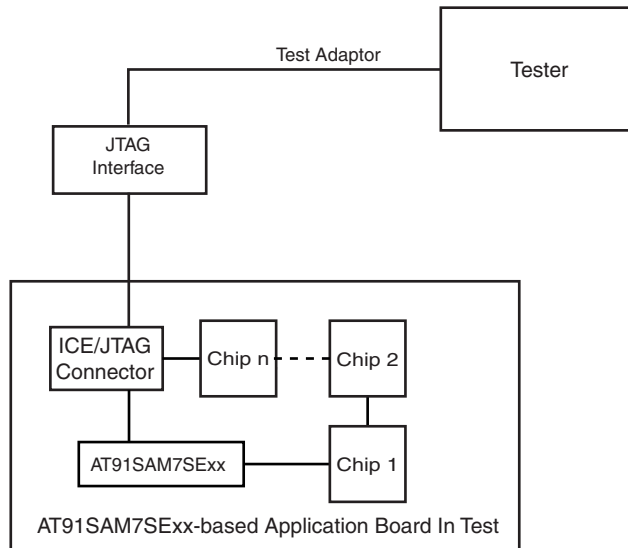 Test Adaptor
Tester
JTAG
Interface
ICE/JTAG
Connector
Chip n
Chip 2
AT91SAM7SExx
Chip 1
AT91SAM7SExx-based Application Board In Test